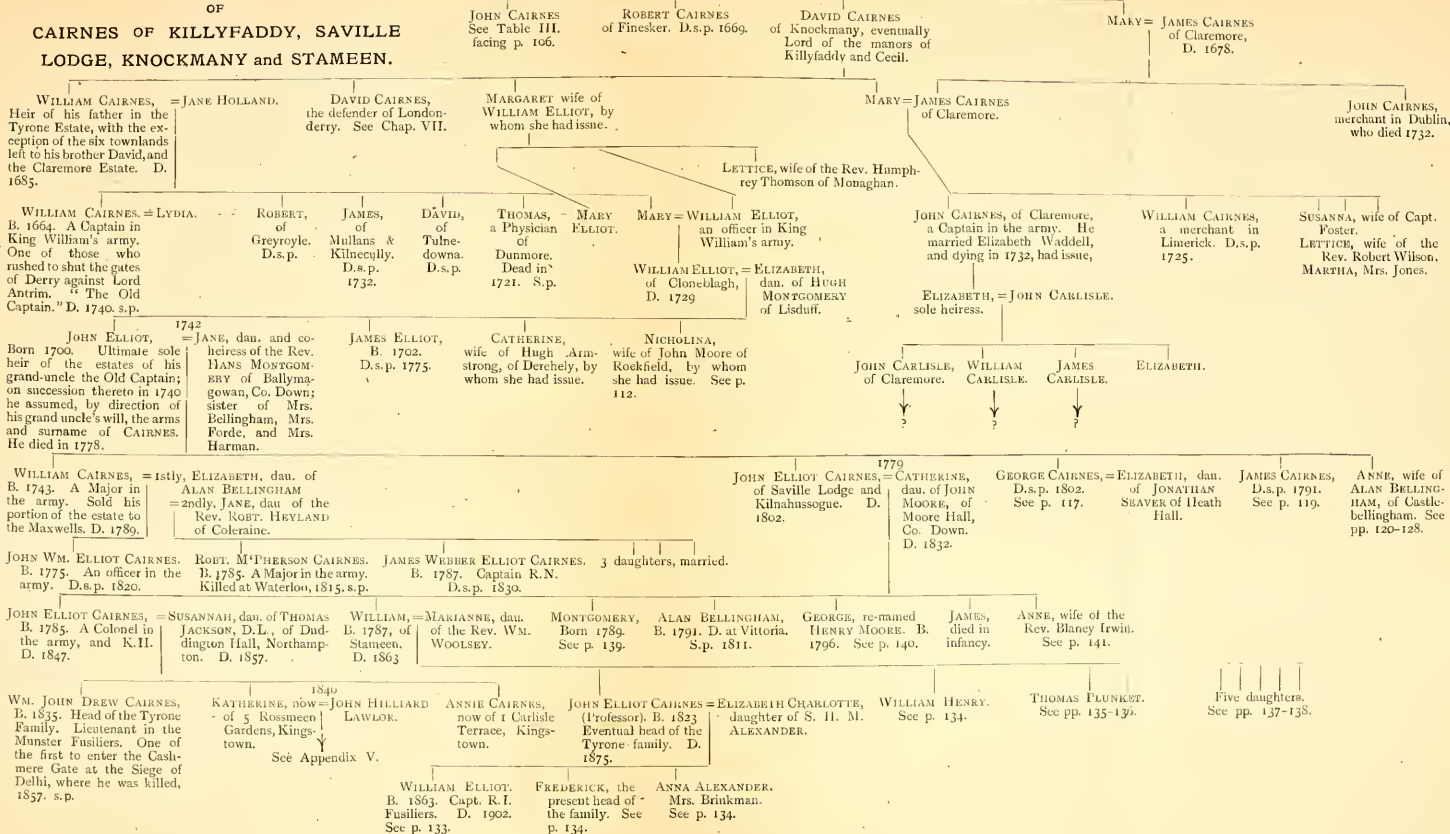 OF
CAIRNES OF KILLYFADDY, SAVILLE
LODGE, KNOCKMANY and STAMEEN.
JOHN CAIRNES
See Table III.
facing p. 106.
ROBERT CAIRNES
of Finesker. D.s.p. 1669.
DAVID CAIRNES
of Knockmany, eventually
Lord of the manors of
Killyfaddy and Cecil.
MARY = JAMES CAIRNES
of Claremore,
D. 1678.
WILLIAM CAIRNES, = JANE HOLLAND.
Heir of his father in the
Tyrone Estate, with the ex-
ception of the six townlands
left to his brother David, and
the Claremore Estate. D.
1685.
DAVID CAIRNES,
the defender of London-
derry. See Chap. VII.
MARGARET wife of
WILLIAM ELLIOT, by
whom she had issue.
MARY = JAMES CAIRNES
of Claremore.
JOHN CAIRNES,
merchant in Dublin,
who died 1732.
LETTICE, wife of the Rev. Humph-
rey Thomson of Monaghan.
WILLIAM CAIRNES. = LYDIA.
B. 1664. A Captain in
King William's army.
One of those who
rushed to shut the gates
of Derry against Lord
Antrim. "The Old
Captain." D. 1740. s.p.
ROBERT,
of
Greyroyle.
D.s.p.
JAMES,
of
Mullans &
Kilnecully.
D.s.p.
1732.
DAVID,
of
Tulne-
downa.
D.s.p.
THOMAS, - MARY
a Physician ELLIOT.
of
Dunmore.
Dead in
1721. S.p.
MARY = WILLIAM ELLIOT,
an officer in King
William's army.
WILLIAM ELLIOT, = ELIZABETH,
of Cloneblagh, dan. of HUGH
D. 1729 MONTGOMERY
of Lisduff.
JOHN CAIRNES, of Claremore,
a Captain in the army. He
married Elizabeth Waddell,
and dying in 1732, had issue,
WILLIAM CAIRNES,
a merchant in
Limerick. D.s.p.
1725.
SUSANNA, wife of Capt.
Foster.
LETTICE, wife of the
Rev. Robert Wilson,
MARTHA, Mrs. Jones.
ELIZABETH, = JOHN CARLISLE.
sole heiress.
1742
JOHN ELLIOT, = JANE, dan. and co-
Born 1700. Ultimate sole heiress of the Rev.
heir of the estates of his HANS MONTGOM-
grand-uncle the Old Captain; ERY of Ballyma-
on succession thereto in 1740 gowan, Co. Down;
he assumed, by direction of sister of Mrs.
his grand uncle's will, the arms Bellingham, Mrs.
and surname of CAIRNES. Forde, and Mrs.
He died in 1778. Harman.
JAMES ELLIOT,
B. 1702.
D.s.p. 1775.
CATHERINE,
wife of Hugh Arm-
strong, of Derehely, by
whom she had issue.
NICHOLINA,
wife of John Moore of
Rockfield, by whom
she had issue. See p.
112.
JOHN CARLISLE,
of Claremore.
?
WILLIAM
CARLISLE.
?
JAMES
CARLISLE.
?
ELIZABETH.
WILLIAM CAIRNES, = 1stly, ELIZABETH, dau. of
B. 1743. A Major in ALAN BELLINGHAM
the army. Sold his = 2ndly, JANE, dau of the
portion of the estate to Rev. ROBT. HEYLAND
the Maxwells. D. 1789. of Coleraine.
1779
JOHN ELLIOT CAIRNES, = CATHERINE,
of Saville Lodge and dau. of JOHN
Kilnahussogue. D. MOORE, of
1802. Moore Hall,
Co. Down.
D. 1832.
GEORGE CAIRNES, = ELIZABETH, dan.
D.s.p. 1802. of JONATHAN
See p. 117. SEAVER of Heath
Hall.
JAMES CAIRNES,
D.s.p. 1791.
See p. 119.
ANNE, wife of
ALAN BELLING-
HAM, of Castle-
bellingham. See
pp. 120-128.
JOHN WM. ELLIOT CAIRNES.
B. 1775. An officer in the
army. D.s.p. 1820.
ROBT. M'PHERSON CAIRNES.
B. 1785. A Major in the army.
Killed at Waterloo, 1815. s.p.
JAMES WEBBER ELLIOT CAIRNES.
B. 1787. Captain R.N.
D.s.p. 1830.
3 daughters, married.
JOHN ELLIOT CAIRNES, = SUSANNAH, dau. of THOMAS
B. 1785. A Colonel in JACKSON, D.L., of Dud-
the army, and K.H. dington Hall, Northamp-
D. 1847. ton. D. 1857.
WILLIAM, = MARIANNE, dau.
B. 1787, of of the Rev. WM.
Stameen. WOOLSEY.
D. 1863
MONTGOMERY,
Born 1789.
See p. 139.
ALAN BELLINGHAM,
B. 1791. D. at Vittoria.
S.p. 1811.
GEORGE, re-named
HENRY MOORE. B.
1796. See p. 140.
JAMES,
died in
infancy.
ANNE, wife of the
Rev. Blaney Irwin.
See p. 141.
WM. JOHN DREW CAIRNES,
B. 1835. Head of the Tyrone
Family. Lieutenant in the
Munster Fusiliers. One of
the first to enter the Cash-
mere Gate at the Siege of
Delhi, where he was killed,
1857. s.p.
1840
KATHERINE, now = JOHN HILLIARD
of 5 Rossmeen LAWLOR.
Gardens, Kings-
town.
See Appendix V.
ANNIE CAIRNES,
now of 1 Carlisle
Terrace, Kings-
town.
JOHN ELLIOT CAIRNES = ELIZABETH CHARLOTTE,
(Professor). B. 1823 daughter of S. H. M.
Eventual head of the ALEXANDER.
Tyrone family. D.
1875.
WILLIAM HENRY.
See p. 134.
THOMAS PLUNKET.
See pp. 135-136.
Five daughters.
See pp. 137-138.
WILLIAM ELLIOT.
B. 1863. Capt. R.I.
Fusiliers. D. 1902.
See p. 133.
FREDERICK, the
present head of
the family. See
p. 134.
ANNA ALEXANDER.
Mrs. Brinkman.
See p. 134.